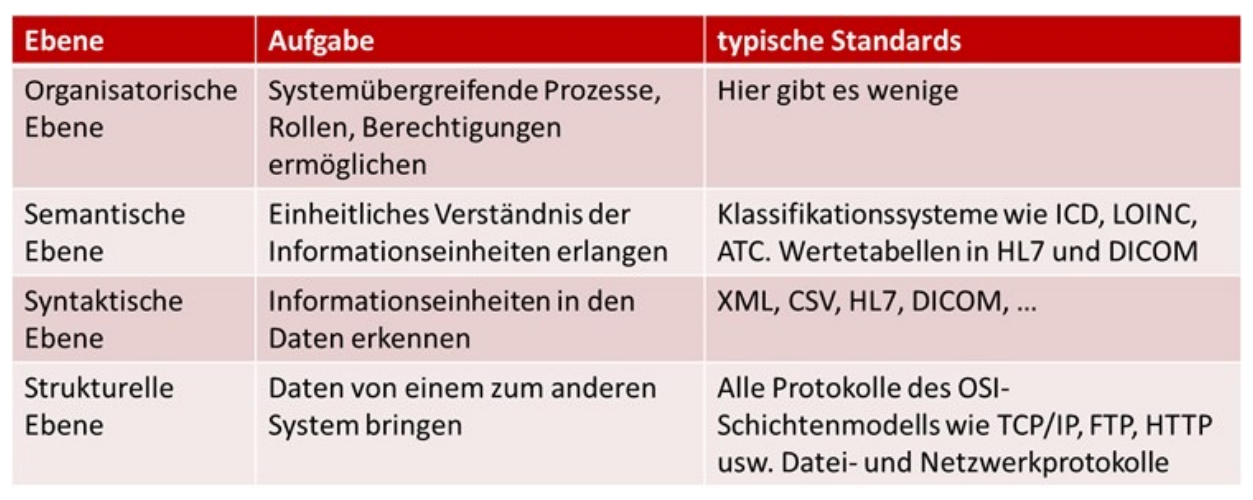 Ebene
Aufgabe
typische Standards
Organisatorische
Ebene
Systemübergreifende Prozesse,
Rollen, Berechtigungen
ermöglichen
Hier gibt es wenige
Semantische
Ebene
Einheitliches Verständnis der
Informationseinheiten erlangen
Klassifikationssysteme wie ICD, LOINC,
ATC. Wertetabellen in HL7 und DICOM
Syntaktische
Ebene
Informationseinheiten in den
Daten erkennen
XML, CSV, HL7, DICOM, ...
Strukturelle
Ebene
Daten von einem zum anderen
System bringen
Alle Protokolle des OSI-
Schichtenmodells wie TCP/IP, FTP, HTTP
usw. Datei- und Netzwerkprotokolle